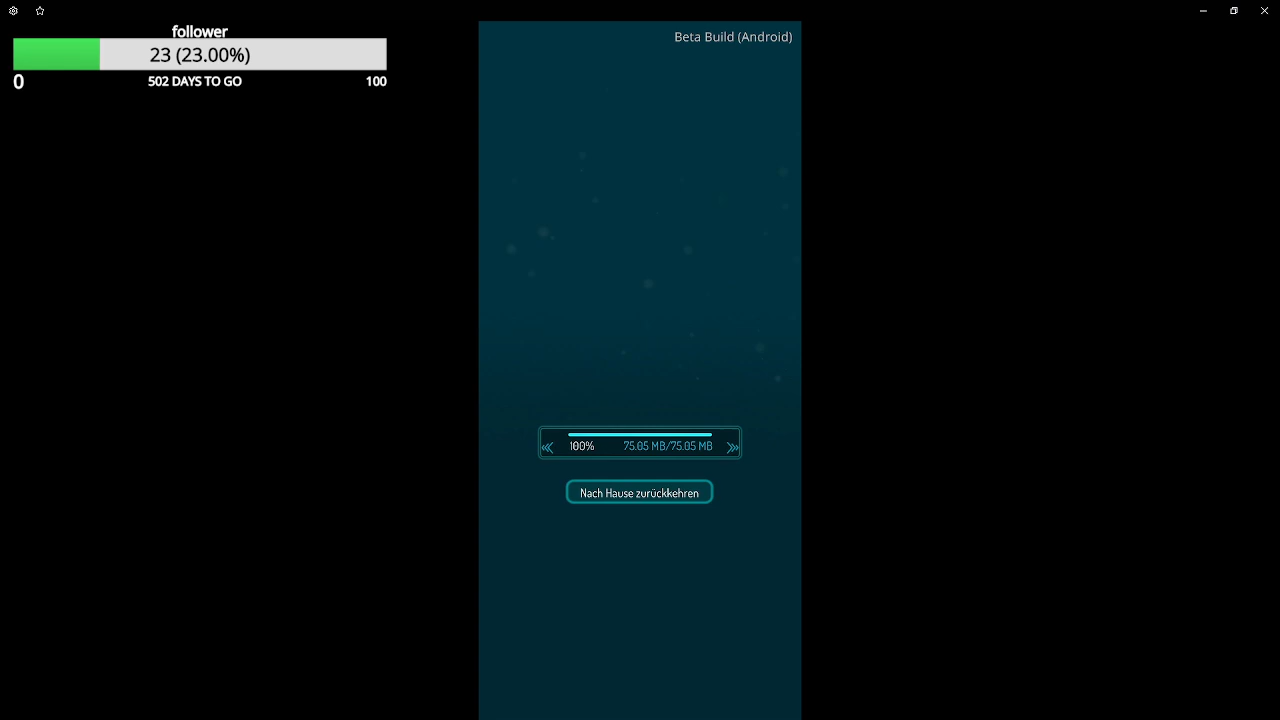 follower
23 (23.00%)
0 502 DAYS TO GO 100
Beta Build (Android)
100% 75.05 MB/75.05 MB
Nach Hause zurückkehren